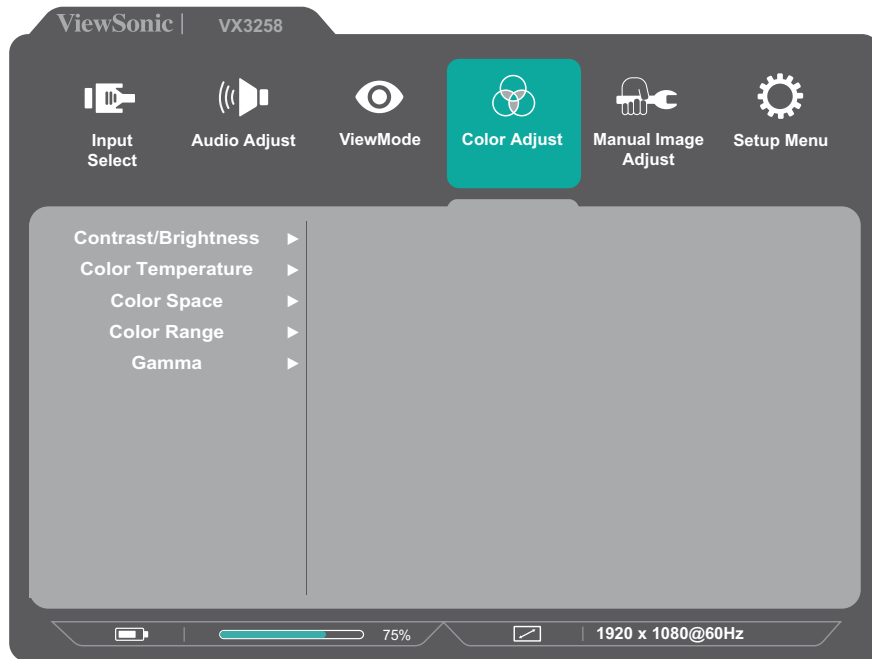 ViewSonic | VX3258
Input
Select
Audio Adjust
ViewMode
Color Adjust
Manual Image
Adjust
Setup Menu
Contrast/Brightness
Color Temperature
Color Space
Color Range
Gamma
75%
1920 x 1080@60Hz